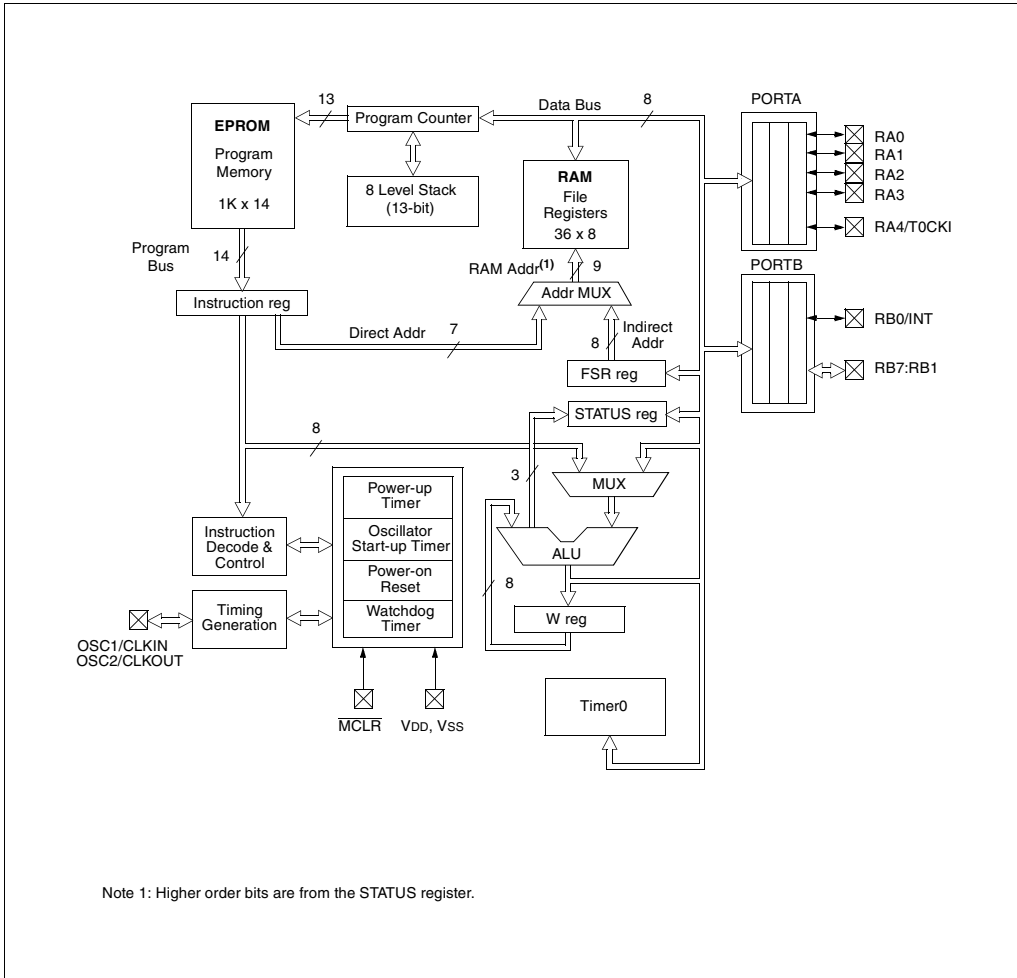 13
EPROM
Program
Memory
1K x 14
Program Counter
8 Level Stack
(13-bit)
Data Bus
8
RAM
File
Registers
36 x 8
PORTA
RA0
RA1
RA2
RA3
RA4/T0CKI
Program
Bus
14
Instruction reg
RAM Addr(1)
9
Addr MUX
Direct Addr
7
8
Indirect
Addr
FSR reg
STATUS reg
PORTB
RB0/INT
RB7:RB1
8
3
MUX
ALU
8
W reg
Power-up
Timer
Oscillator
Start-up Timer
Power-on
Reset
Watchdog
Timer
Instruction
Decode &
Control
Timing
Generation
OSC1/CLKIN
OSC2/CLKOUT
MCLR
VDD, VSS
Timer0
Note 1: Higher order bits are from the STATUS register.